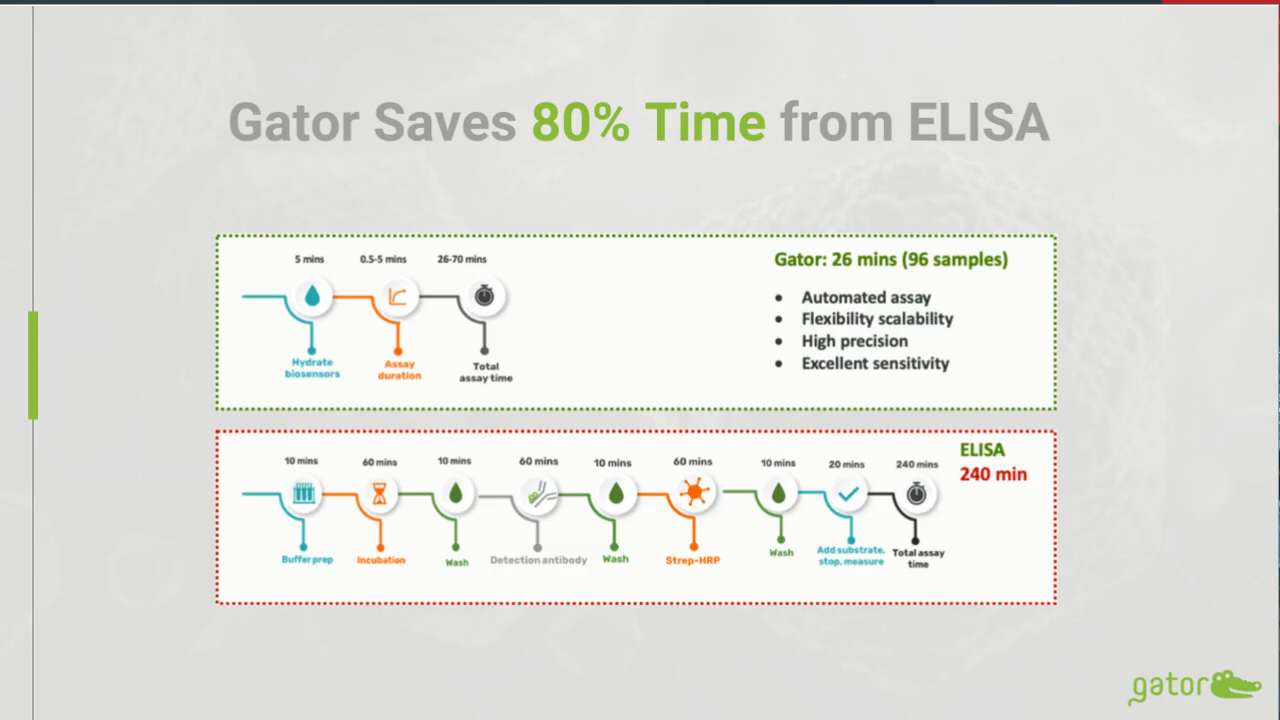 Gator Saves 80% Time from ELISA
5 mins
0.5-5 mins
26-70 mins
Hydrate
biosensors
Assay
duration
Total
assay time
Gator: 26 mins (96 samples)
• Automated assay
• Flexibility scalability
• High precision
• Excellent sensitivity
10 mins
60 mins
10 mins
60 mins
10 mins
60 mins
10 mins
20 mins
240 mins
Buffer prep
Incubation
Wash
Detection antibody
Wash
Strep-HRP
Wash
Add substrate,
stop, measure
Total assay
time
ELISA
240 min
gator